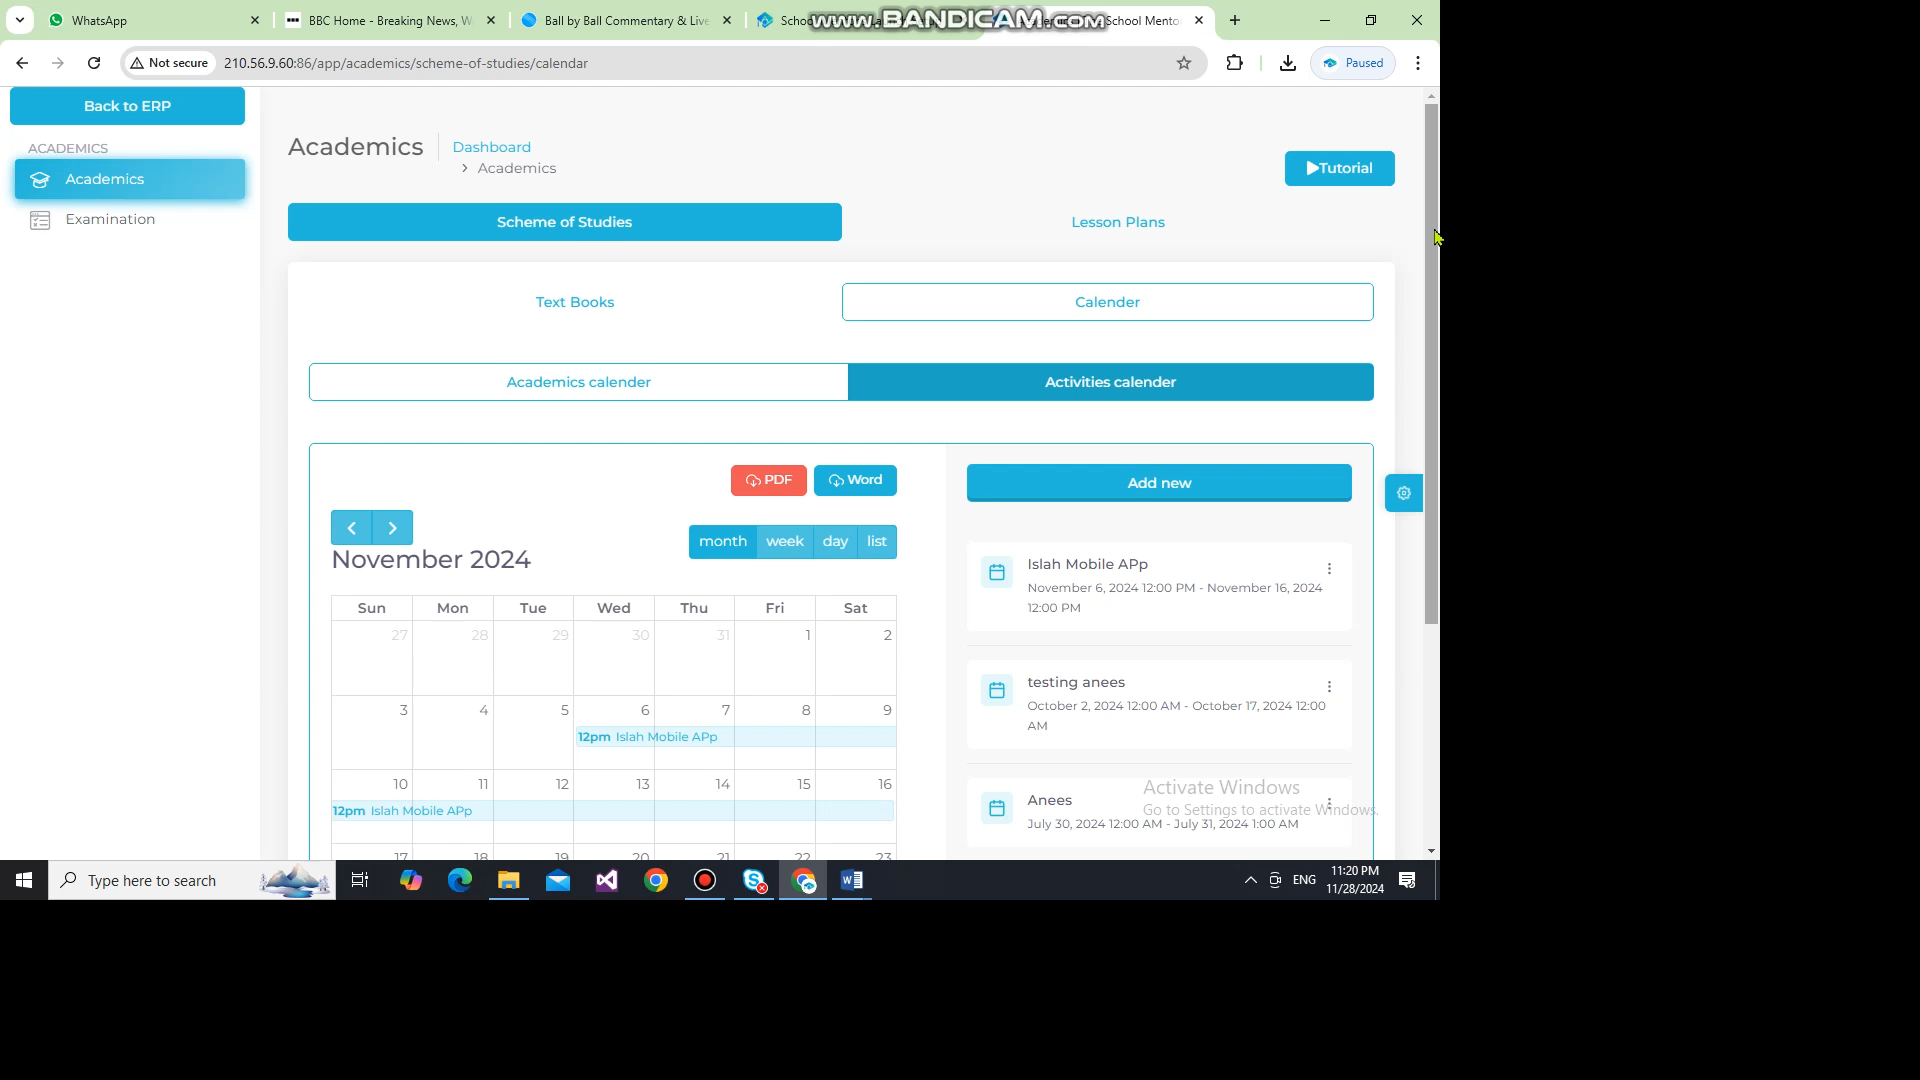 WhatsApp
BBC Home - Breaking News, W
Ball by Ball Commentary & Live
Schoo
School Mento
www.BANDICAM.com
Not secure
210.56.9.60:86/app/academics/scheme-of-studies/calendar
Paused
Back to ERP
ACADEMICS
Academics
Examination
Academics
Dashboard
> Academics
Tutorial
Scheme of Studies
Lesson Plans
Text Books
Calender
Academics calender
Activities calender
PDF
Word
November 2024
month
week
day
list
Sun Mon Tue Wed Thu Fri Sat
27 28 29 30 31 1 2
3 4 5 6 7 8 9
12pm Islah Mobile APp
10 11 12 13 14 15 16
12pm Islah Mobile APp
17 18 19 20 21 22 23
Add new
Islah Mobile APp
November 6, 2024 12:00 PM - November 16, 2024
12:00 PM
testing anees
October 2, 2024 12:00 AM - October 17, 2024 12:00
AM
Anees
July 30, 2024 12:00 AM - July 31, 2024 1:00 AM
Activate Windows
Go to Settings to activate Windows.
Type here to search
ENG
11:20 PM
11/28/2024